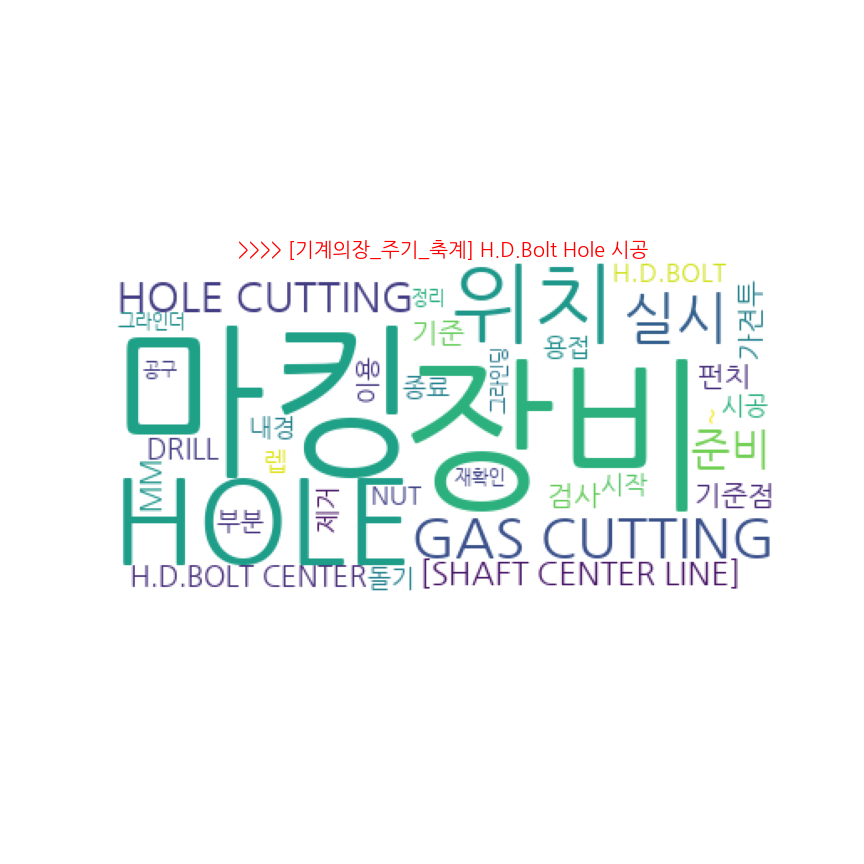 >>>> [기계의장_주기_축계] H.D.Bolt Hole 시공
HOLE CUTTING
정리
위치
H.D.BOLT
그라인더
기준
실시
가견투
마킹
용접
공구
이용
종료
그라인딩
장비
펀치
시공
~
내경
준비
DRILL
렙
MM
HOLE
재확인
검사
시작
기준점
NUT
부분
제거
GAS CUTTING
H.D.BOLT CENTER
돌기
[SHAFT CENTER LINE]